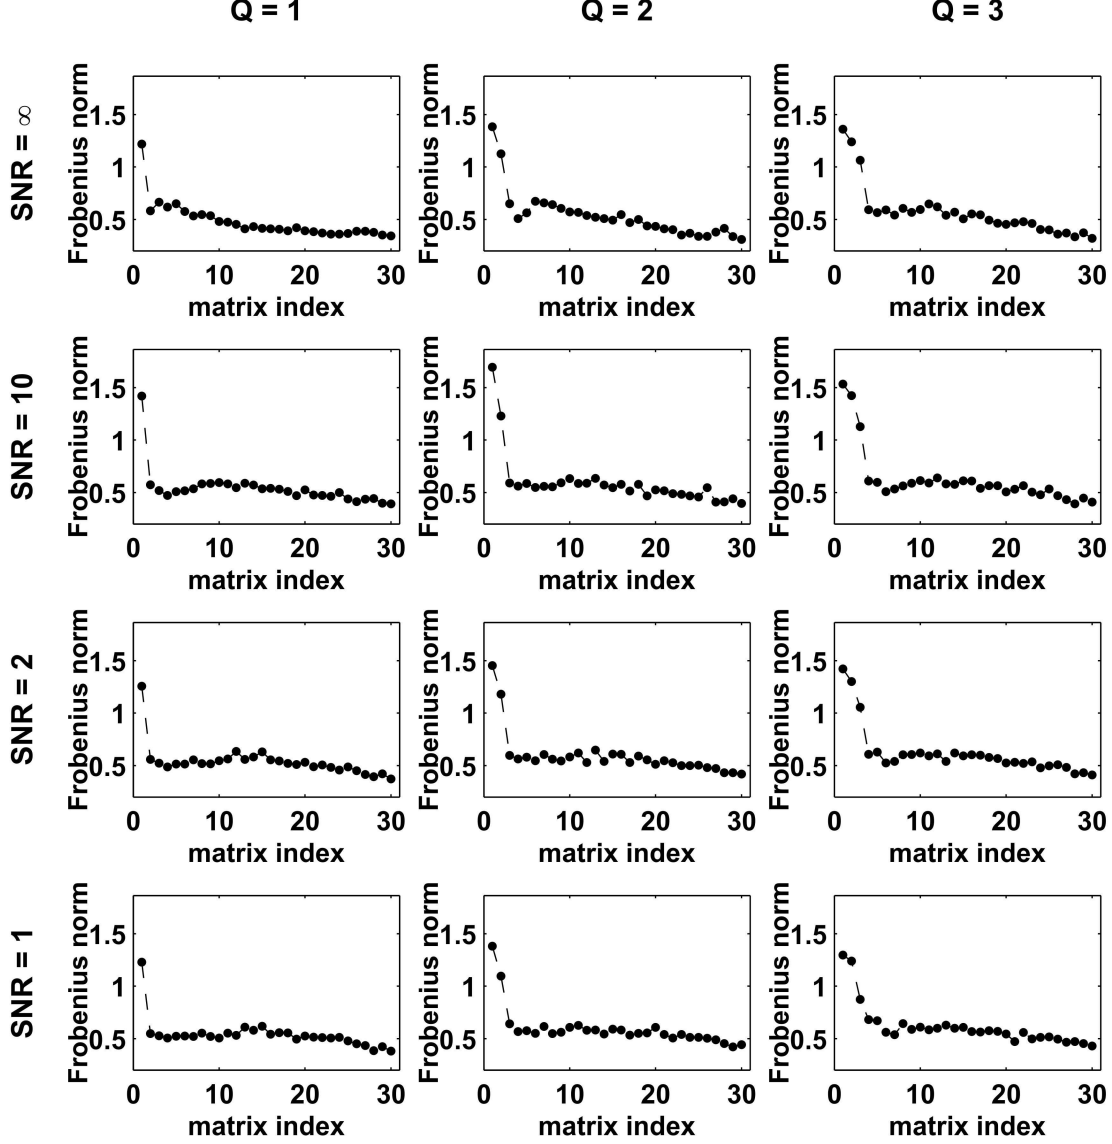 Q = 1
Q = 2
Q = 3
SNR = ∞
Frobenius norm
1.5
1
0.5
0 10 20 30
matrix index
Frobenius norm
1.5
1
0.5
0 10 20 30
matrix index
Frobenius norm
1.5
1
0.5
0 10 20 30
matrix index
SNR = 10
Frobenius norm
1.5
1
0.5
0 10 20 30
matrix index
Frobenius norm
1.5
1
0.5
0 10 20 30
matrix index
Frobenius norm
1.5
1
0.5
0 10 20 30
matrix index
SNR = 2
Frobenius norm
1.5
1
0.5
0 10 20 30
matrix index
Frobenius norm
1.5
1
0.5
0 10 20 30
matrix index
Frobenius norm
1.5
1
0.5
0 10 20 30
matrix index
SNR = 1
Frobenius norm
1.5
1
0.5
0 10 20 30
matrix index
Frobenius norm
1.5
1
0.5
0 10 20 30
matrix index
Frobenius norm
1.5
1
0.5
0 10 20 30
matrix index